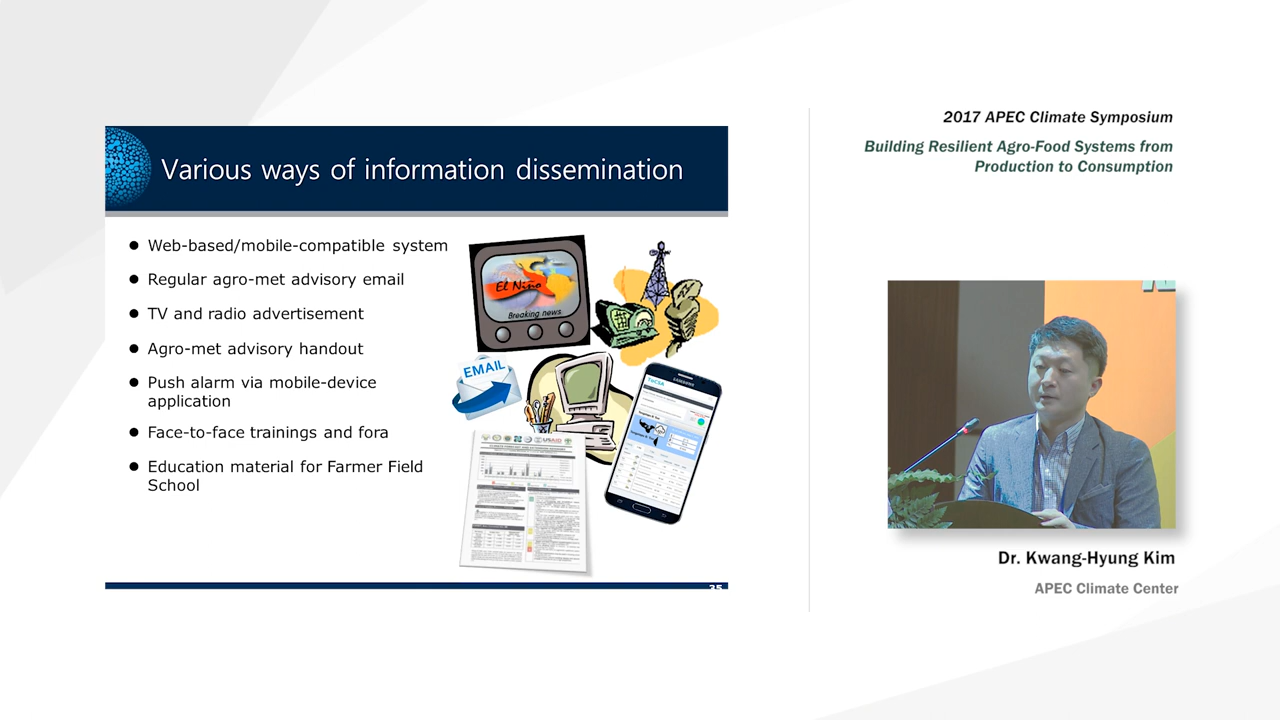 2017 APEC Climate Symposium
Building Resilient Agro-Food Systems from
Production to Consumption
Various ways of information dissemination
● Web-based/mobile-compatible system
● Regular agro-met advisory email
● TV and radio advertisement
● Agro-met advisory handout
● Push alarm via mobile-device
application
● Face-to-face trainings and fora
● Education material for Farmer Field
School
El Niño
Breaking news
EMAIL
SAMSUNG
USAID
35
Dr. Kwang-Hyung Kim
APEC Climate Center